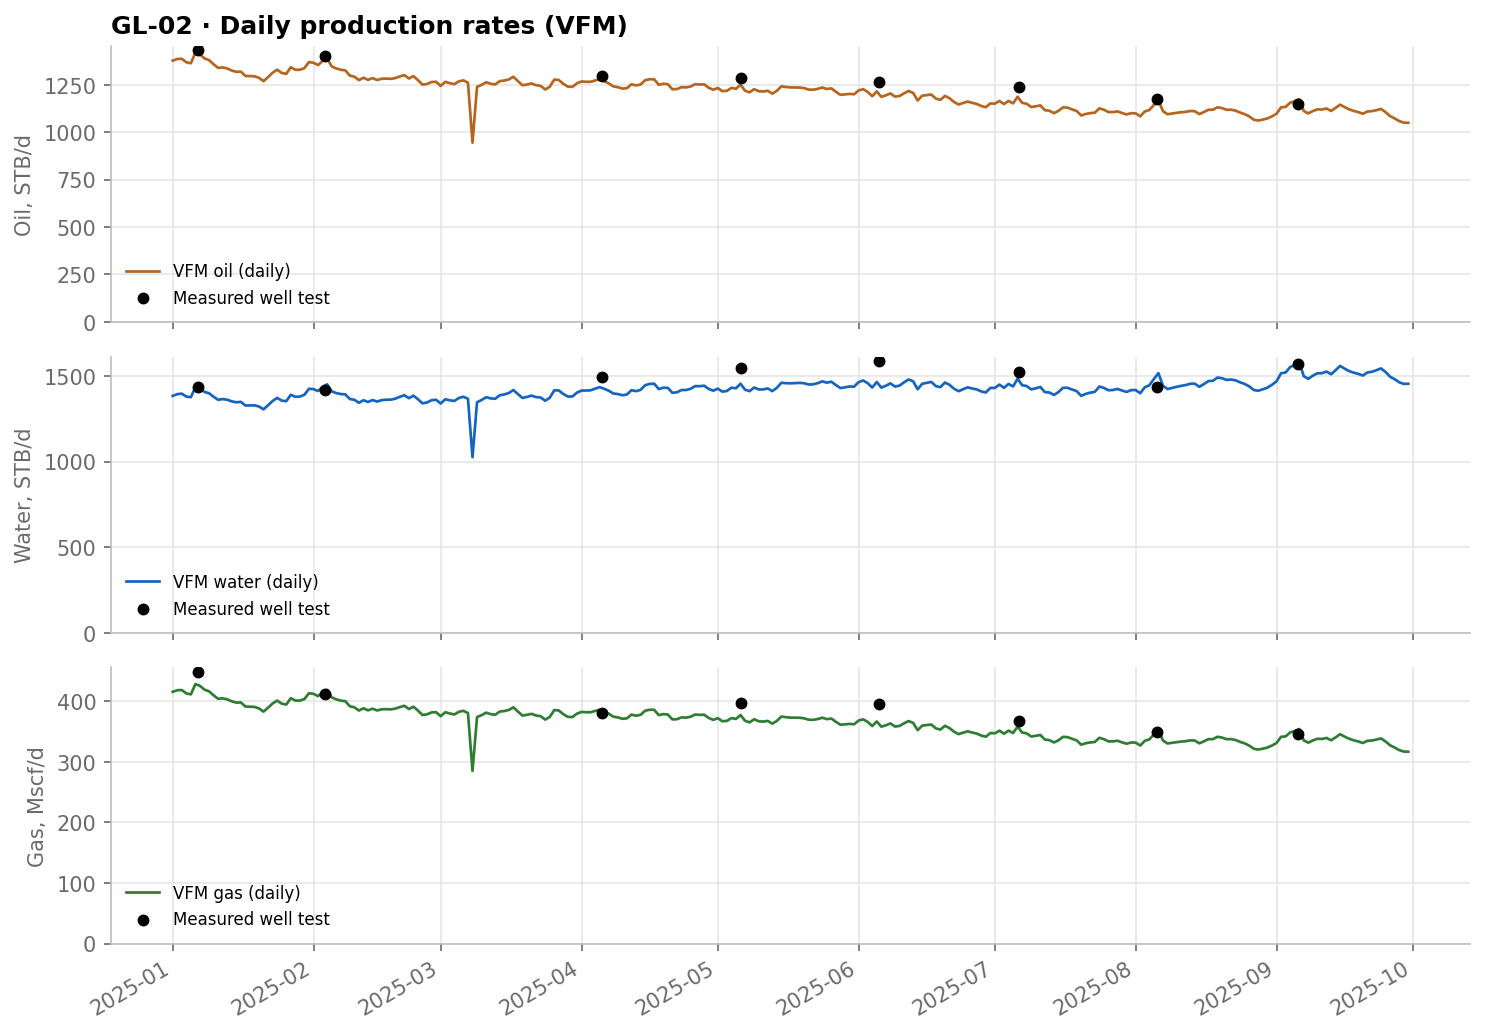 GL-02 · Daily production rates (VFM)
Oil, STB/d
1250
1000
750
500
250
0
VFM oil (daily)
Measured well test
Water, STB/d
1500
1000
500
0
VFM water (daily)
Measured well test
Gas, Mscf/d
400
300
200
100
0
VFM gas (daily)
Measured well test
2025-01
2025-02
2025-03
2025-04
2025-05
2025-06
2025-07
2025-08
2025-09
2025-10